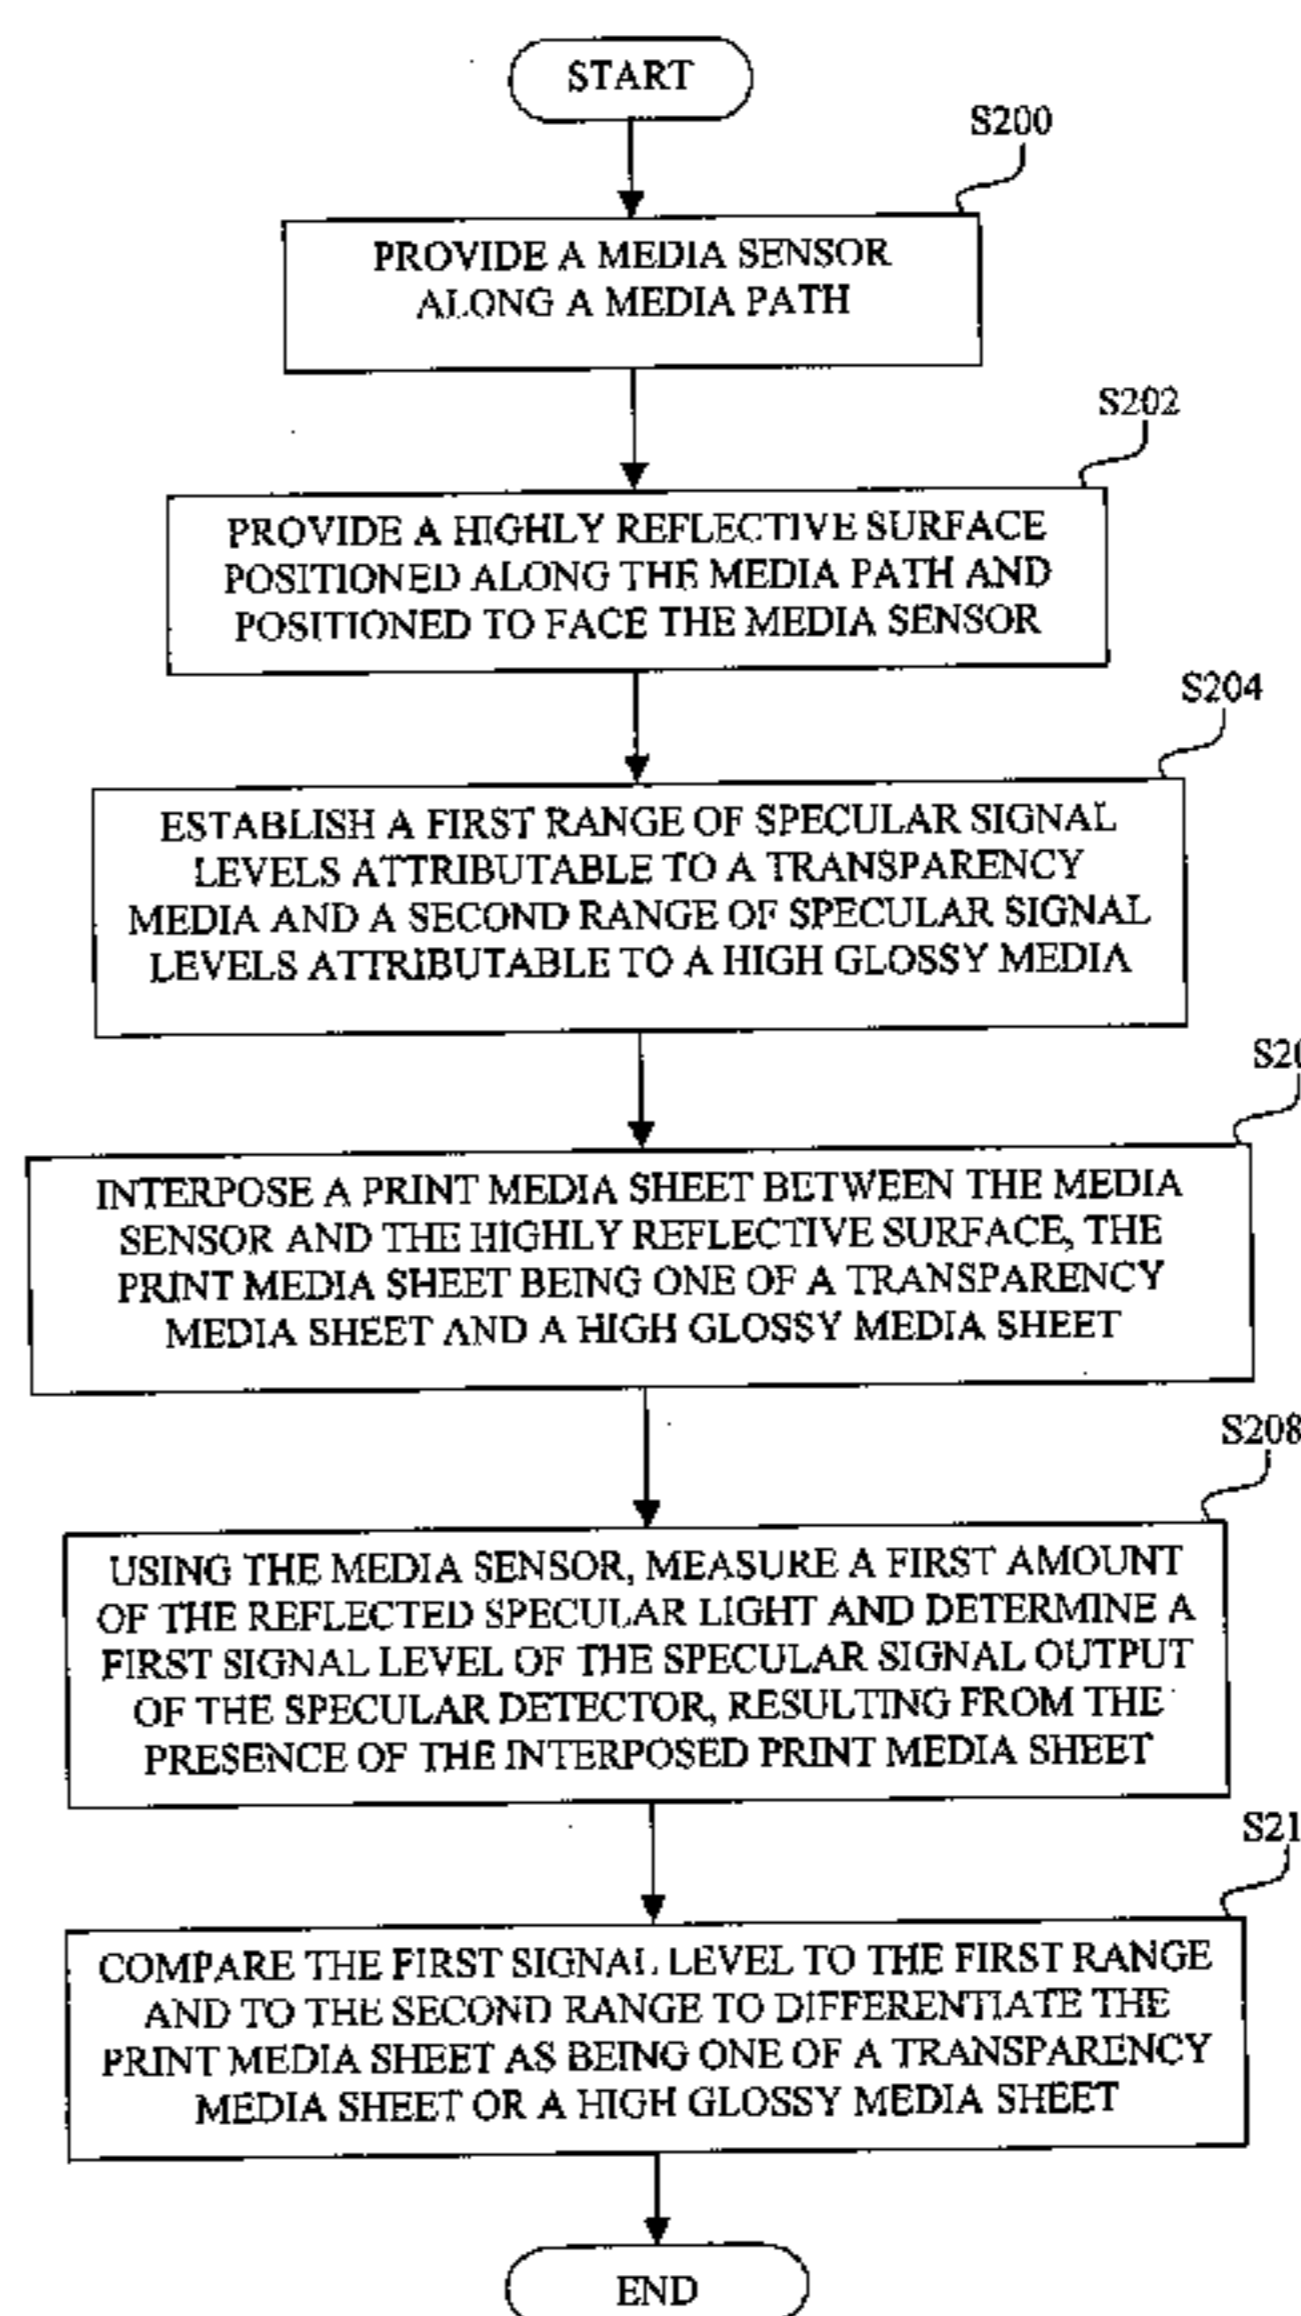 START
S200
PROVIDE A MEDIA SENSOR
ALONG A MEDIA PATH
S202
PROVIDE A HIGHLY REFLECTIVE SURFACE
POSITIONED ALONG THE MEDIA PATH AND
POSITIONED TO FACE THE MEDIA SENSOR
S204
ESTABLISH A FIRST RANGE OF SPECULAR SIGNAL
LEVELS ATTRIBUTABLE TO A TRANSPARENCY
MEDIA AND A SECOND RANGE OF SPECULAR SIGNAL
LEVELS ATTRIBUTABLE TO A HIGH GLOSSY MEDIA
INTERPOSE A PRINT MEDIA SHEET BETWEEN THE MEDIA
SENSOR AND THE HIGHLY REFLECTIVE SURFACE, THE
PRINT MEDIA SHEET BEING ONE OF A TRANSPARENCY
MEDIA SHEET AND A HIGH GLOSSY MEDIA SHEET
S208
USING THE MEDIA SENSOR, MEASURE A FIRST AMOUNT
OF THE REFLECTED SPECULAR LIGHT AND DETERMINE A
FIRST SIGNAL LEVEL OF THE SPECULAR SIGNAL OUTPUT
OF THE SPECULAR DETECTOR, RESULTING FROM THE
PRESENCE OF THE INTERPOSED PRINT MEDIA SHEET
S21
COMPARE THE FIRST SIGNAL LEVEL TO THE FIRST RANGE
AND TO THE SECOND RANGE TO DIFFERENTIATE THE
PRINT MEDIA SHEET AS BEING ONE OF A TRANSPARENCY
MEDIA SHEET OR A HIGH GLOSSY MEDIA SHEET
END